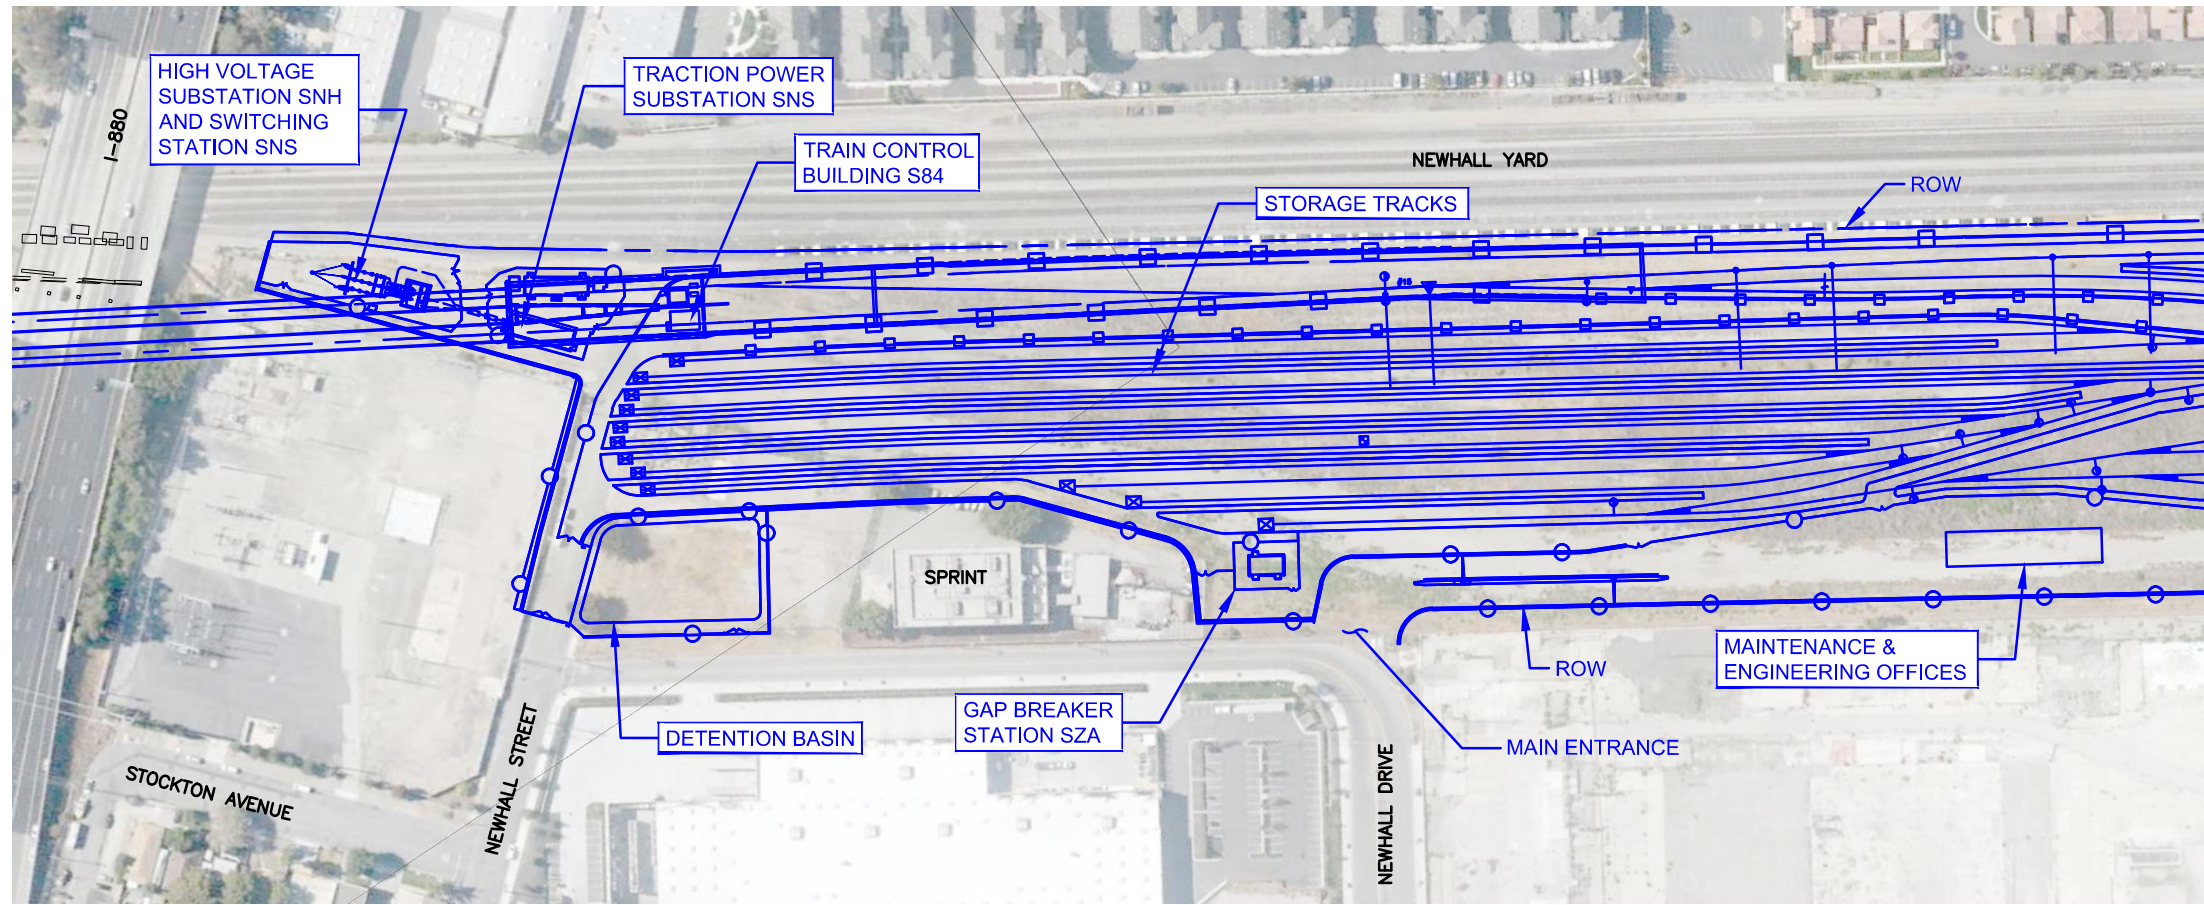 HIGH VOLTAGE
SUBSTATION SNH
AND SWITCHING
STATION SNS
TRACTION POWER
SUBSTATION SNS
I-880
TRAIN CONTROL
BUILDING S84
NEWHALL YARD
STORAGE TRACKS
ROW
#15
SPRINT
MAINTENANCE &
ENGINEERING OFFICES
ROW
GAP BREAKER
STATION SZA
DETENTION BASIN
MAIN ENTRANCE
STOCKTON AVENUE
NEWHALL STREET
NEWHALL DRIVE